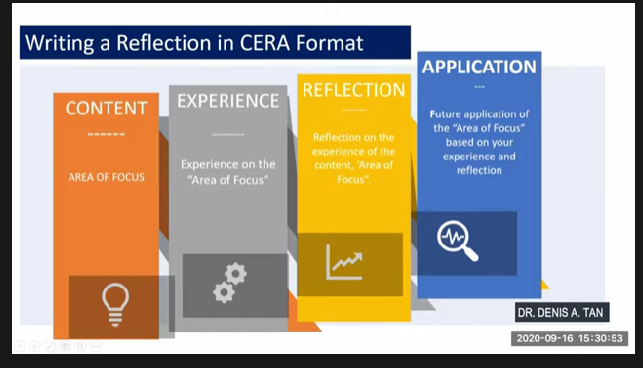 Writing a Reflection in CERA Format
CONTENT
------
AREA OF FOCUS
EXPERIENCE
---------
Experience on the
“Area of Focus”
REFLECTION
--------
Reflection on the
experience of the
content, “Area of
Focus”.
APPLICATION
---
Future application of
the “Area of Focus”
based on your
experience and
reflection
DR. DENIS A. TAN
2020-09-16 15:30:53